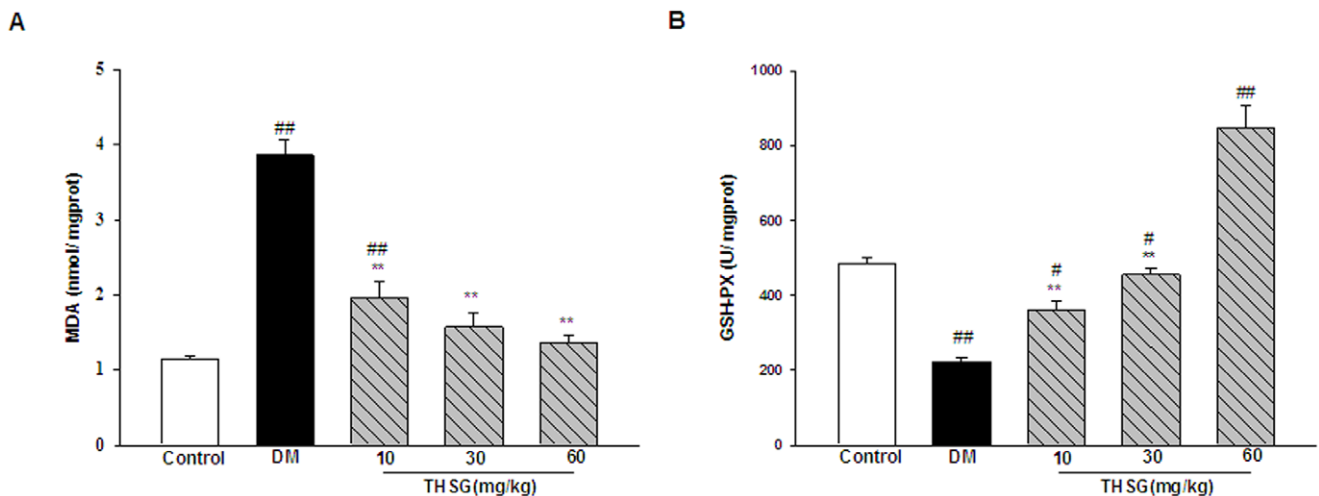 A
MDA (nmol/mgprot)
5
4
3
2
1
0
##
##
**
**
**
Control
DM
10
30
60
THSG(mg/kg)
B
GSH-PX (U/mgprot)
1000
800
600
400
200
0
##
#
**
#
**
##
Control
DM
10
30
60
THSG(mg/kg)